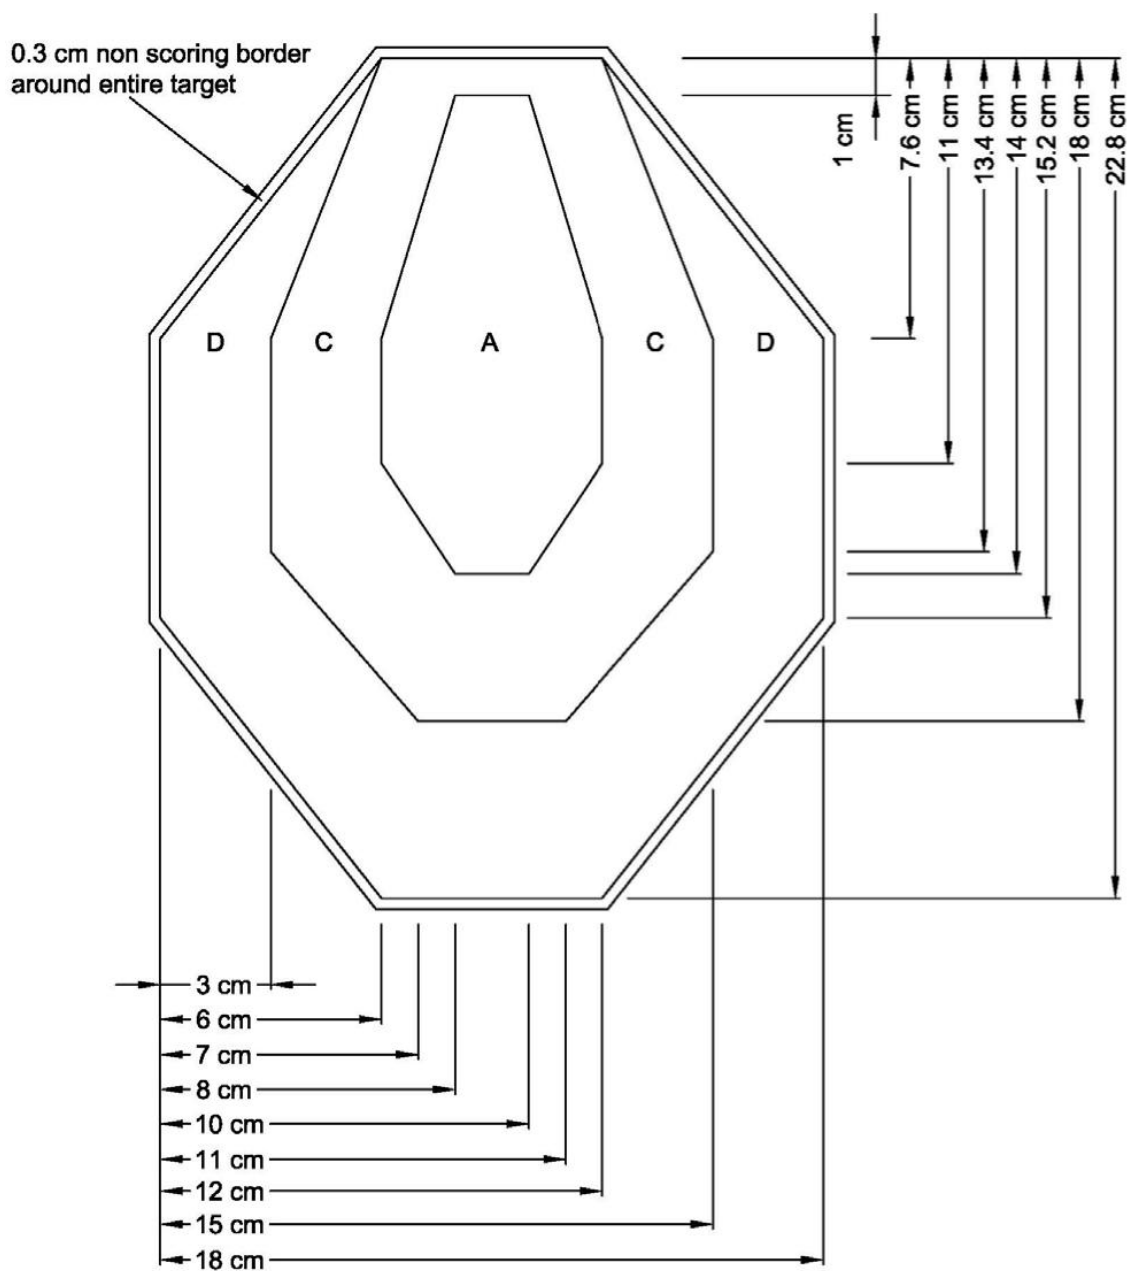 0.3 cm non scoring border
around entire target
1 cm
7.6 cm
11 cm
13.4 cm
14 cm
15.2 cm
18 cm
22.8 cm
D
C
A
C
D
3 cm
6 cm
7 cm
8 cm
10 cm
11 cm
12 cm
15 cm
18 cm